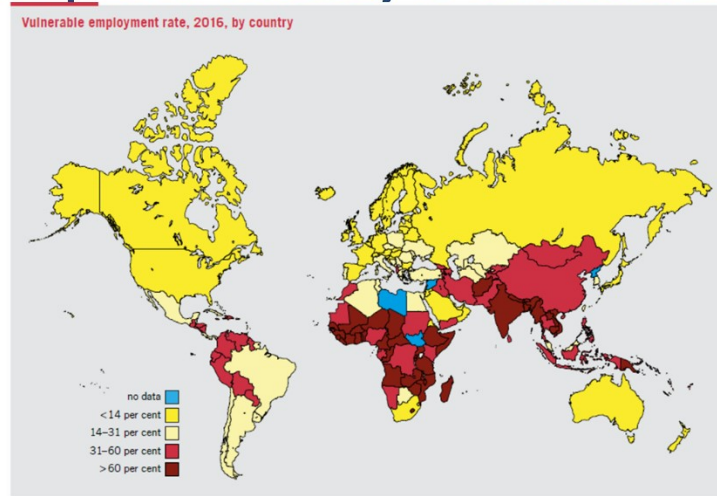 Vulnerable employment rate, 2016, by country
no data
<14 per cent
14–31 per cent
31–60 per cent
>60 per cent